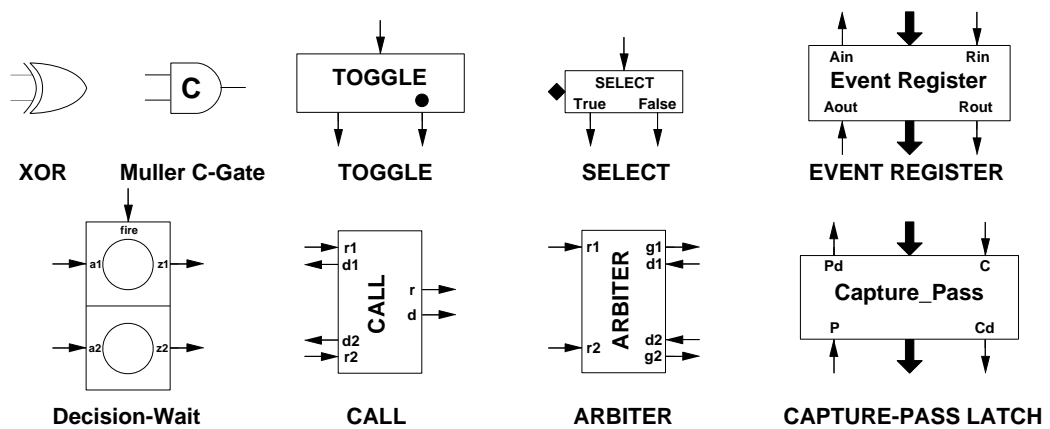 C
TOGGLE
SELECT
True False
Ain Rin
Event Register
Aout Rout
XOR
Muller C-Gate
TOGGLE
SELECT
EVENT REGISTER
fire
a1 z1
a2 z2
r1
d1
CALL
r
d
d2
r2
r1 g1
d1
ARBITER
d2
r2 g2
Pd C
Capture_Pass
P Cd
Decision-Wait
CALL
ARBITER
CAPTURE-PASS LATCH